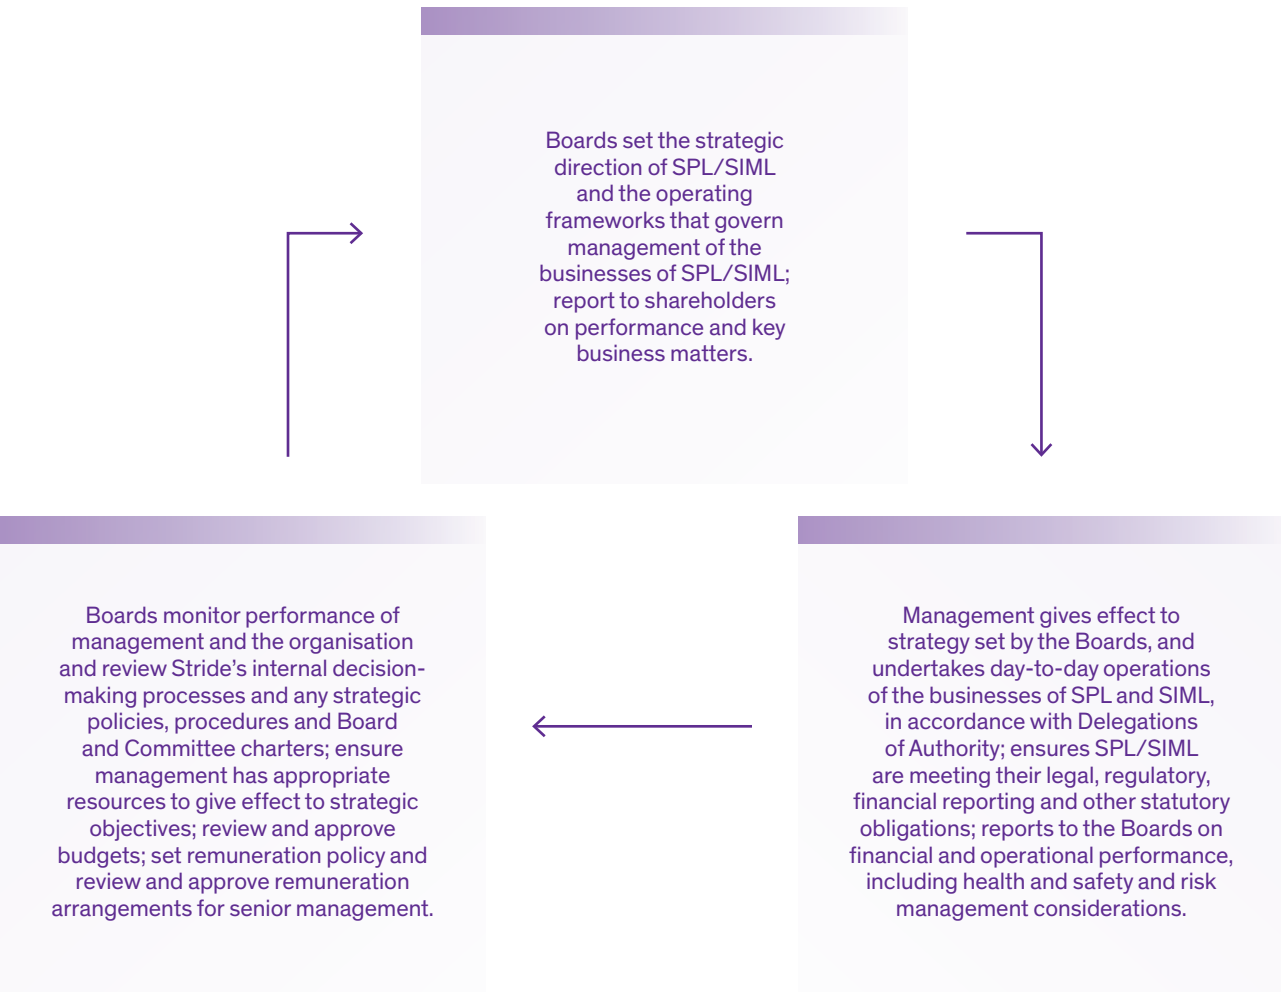 Boards set the strategic
direction of SPL/SIML
and the operating
frameworks that govern
management of the
businesses of SPL/SIML;
report to shareholders
on performance and key
business matters.
Boards monitor performance of
management and the organisation
and review Stride’s internal decision-
making processes and any strategic
policies, procedures and Board
and Committee charters; ensure
management has appropriate
resources to give effect to strategic
objectives; review and approve
budgets; set remuneration policy and
review and approve remuneration
arrangements for senior management.
Management gives effect to
strategy set by the Boards, and
undertakes day-to-day operations
of the businesses of SPL and SIML,
in accordance with Delegations
of Authority; ensures SPL/SIML
are meeting their legal, regulatory,
financial reporting and other statutory
obligations; reports to the Boards on
financial and operational performance,
including health and safety and risk
management considerations.